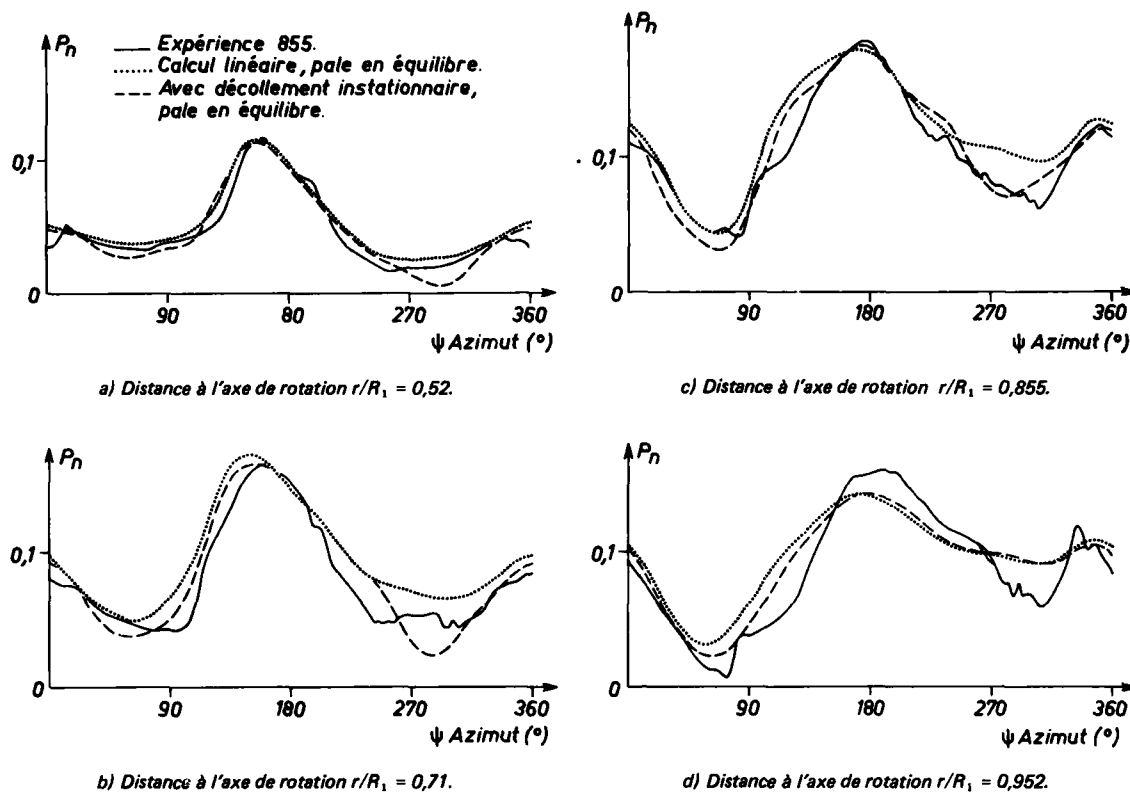 Pn
Expérience 855.
Calcul linéaire, pale en équilibre.
Avec décollement instationnaire,
pale en équilibre.
0,1
0
90
80
270
360
ψ Azimut (°)
a) Distance à l'axe de rotation r/R₁ = 0,52.
Pn
0,1
0
90
180
270
360
ψ Azimut (°)
b) Distance à l'axe de rotation r/R₁ = 0,71.
Pn
0,1
0
90
180
270
360
ψ Azimut (°)
c) Distance à l'axe de rotation r/R₁ = 0,855.
Pn
0,1
0
90
180
270
360
ψ Azimut (°)
d) Distance à l'axe de rotation r/R₁ = 0,952.